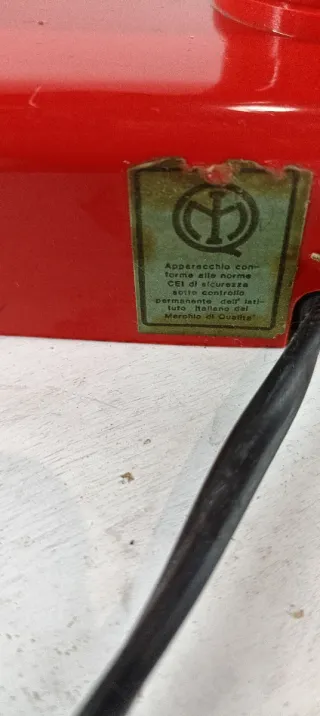 IMQ
Apparecchio con-
forme alle norme
CEI di sicurezza
sotto controllo
permanente dell' Isti-
tuto Italiano del
Marchio di Qualità